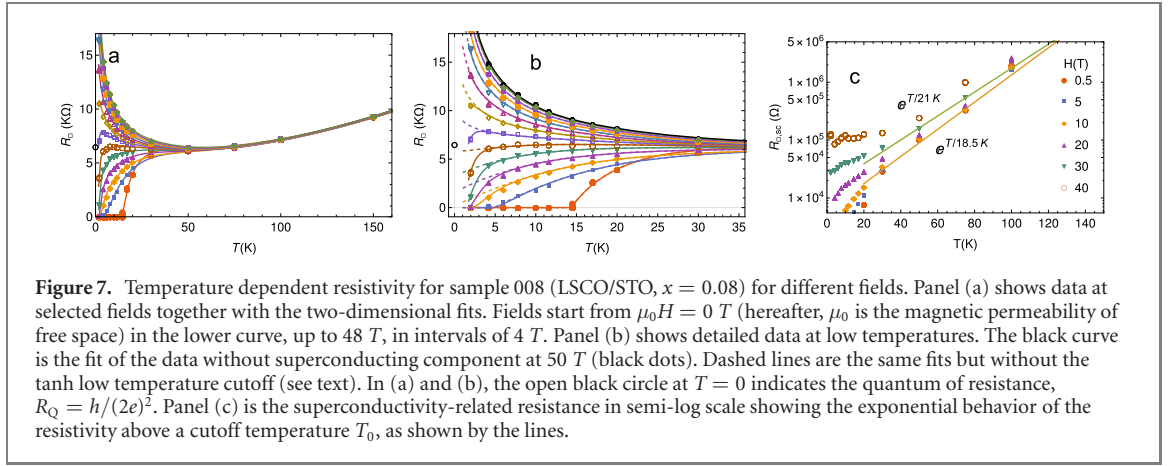 a
R□ (KΩ)
15
10
5
0
0
50
100
150
T(K)
b
R□ (KΩ)
15
10
5
0
0
5
10
15
20
25
30
35
T(K)
c
R□,sc (Ω)
5×10⁶
1×10⁶
5×10⁵
1×10⁵
5×10⁴
1×10⁴
e^T/21 K
e^T/18.5 K
0
20
40
60
80
100
120
140
T(K)
H(T)
0.5
5
10
20
30
40
Figure 7. Temperature dependent resistivity for sample 008 (LSCO/STO, x = 0.08) for different fields. Panel (a) shows data at
selected fields together with the two-dimensional fits. Fields start from μ₀H = 0 T (hereafter, μ₀ is the magnetic permeability of
free space) in the lower curve, up to 48 T, in intervals of 4 T. Panel (b) shows detailed data at low temperatures. The black curve
is the fit of the data without superconducting component at 50 T (black dots). Dashed lines are the same fits but without the
tanh low temperature cutoff (see text). In (a) and (b), the open black circle at T = 0 indicates the quantum of resistance,
R_Q = h/(2e)². Panel (c) is the superconductivity-related resistance in semi-log scale showing the exponential behavior of the
resistivity above a cutoff temperature T₀, as shown by the lines.